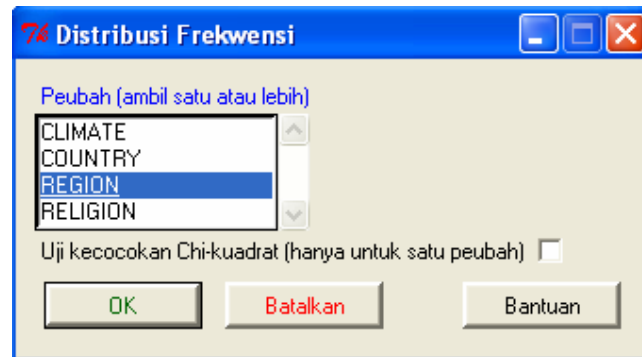 Distribusi Frekwensi
Peubah (ambil satu atau lebih)
CLIMATE
COUNTRY
REGION
RELIGION
Uji kecocokan Chi-kuadrat (hanya untuk satu peubah)
OK Batalkan Bantuan